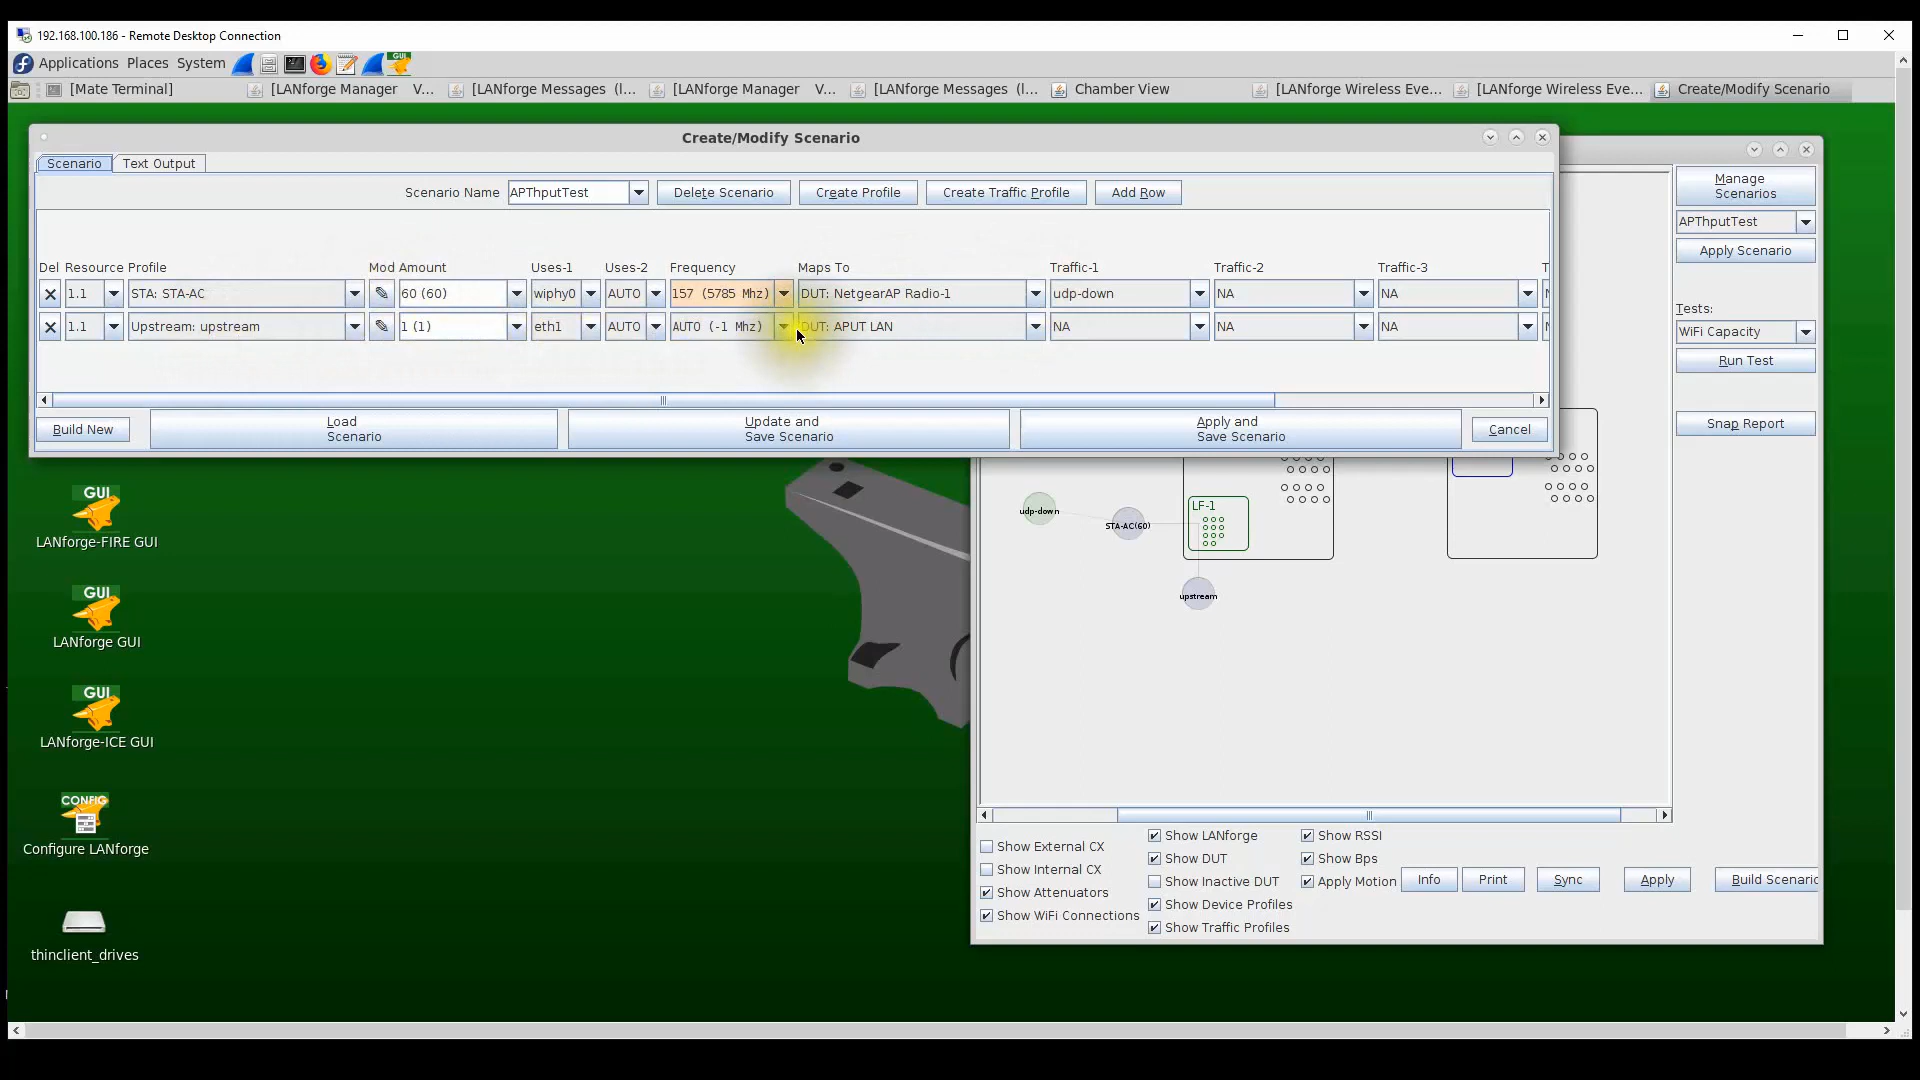 192.168.100.186 - Remote Desktop Connection
Applications Places System GUI
[Mate Terminal] [LANforge Manager V... [LANforge Messages (l... [LANforge Manager V... [LANforge Messages (l... Chamber View [LANforge Wireless Eve... [LANforge Wireless Eve... Create/Modify Scenario
Create/Modify Scenario
Scenario Text Output
Scenario Name APThputTest Delete Scenario Create Profile Create Traffic Profile Add Row
Del Resource Profile Mod Amount Uses-1 Uses-2 Frequency Maps To Traffic-1 Traffic-2 Traffic-3 T
1.1 STA: STA-AC 60 (60) wiphy0 AUTO 157 (5785 Mhz) DUT: NetgearAP Radio-1 udp-down NA NA
1.1 Upstream: upstream 1 (1) eth1 AUTO AUTO (-1 Mhz) DUT: APUT LAN NA NA NA
Build New
Load
Scenario
Update and
Save Scenario
Apply and
Save Scenario
Cancel
Manage
Scenarios
APThputTest
Apply Scenario
Tests:
WiFi Capacity
Run Test
Snap Report
udp-down
STA-AC(60)
LF-1
upstream
GUI
LANforge-FIRE GUI
GUI
LANforge GUI
GUI
LANforge-ICE GUI
CONFIG
Configure LANforge
thinclient_drives
Show External CX
Show Internal CX
Show Attenuators
Show WiFi Connections
Show LANforge
Show DUT
Show Inactive DUT
Show Device Profiles
Show Traffic Profiles
Show RSSI
Show Bps
Apply Motion
Info Print Sync Apply Build Scenario